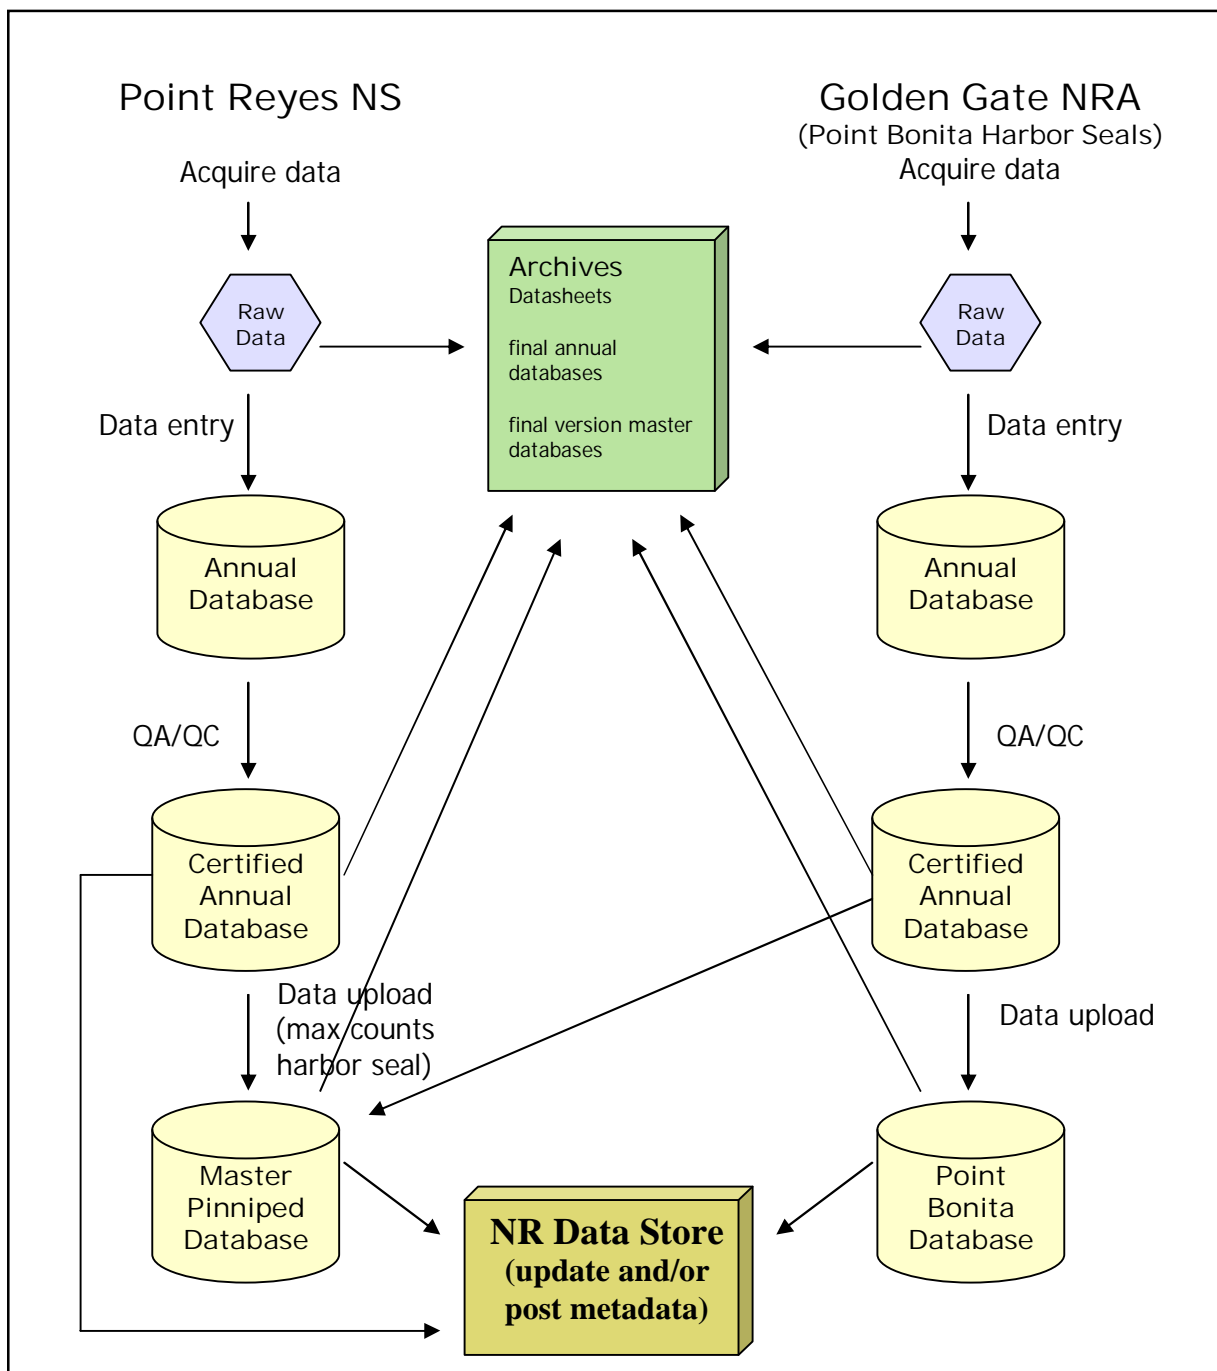 Point Reyes NS
Golden Gate NRA
(Point Bonita Harbor Seals)
Acquire data
Acquire data
Archives
Datasheets
final annual
databases
final version master
databases
Raw
Data
Raw
Data
Data entry
Data entry
Annual
Database
Annual
Database
QA/QC
QA/QC
Certified
Annual
Database
Certified
Annual
Database
Data upload
(max counts
harbor seal)
Data upload
Master
Pinniped
Database
Point
Bonita
Database
NR Data Store
(update and/or
post metadata)